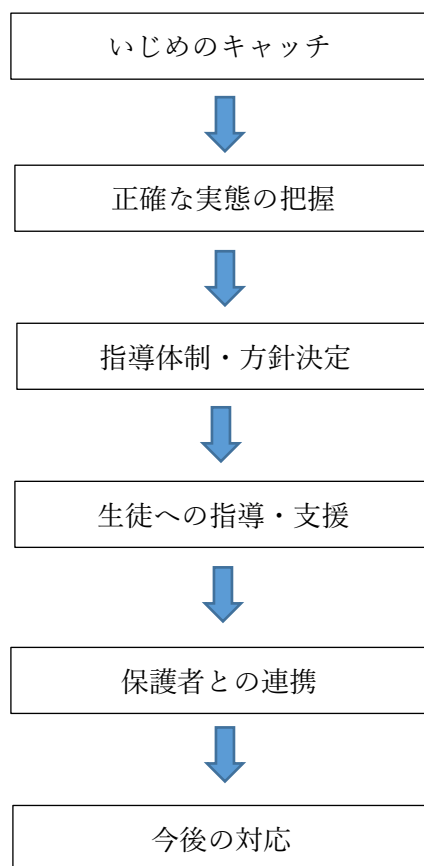 いじめのキャッチ
正確な実態の把握
指導体制・方針決定
生徒への指導・支援
保護者との連携
今後の対応